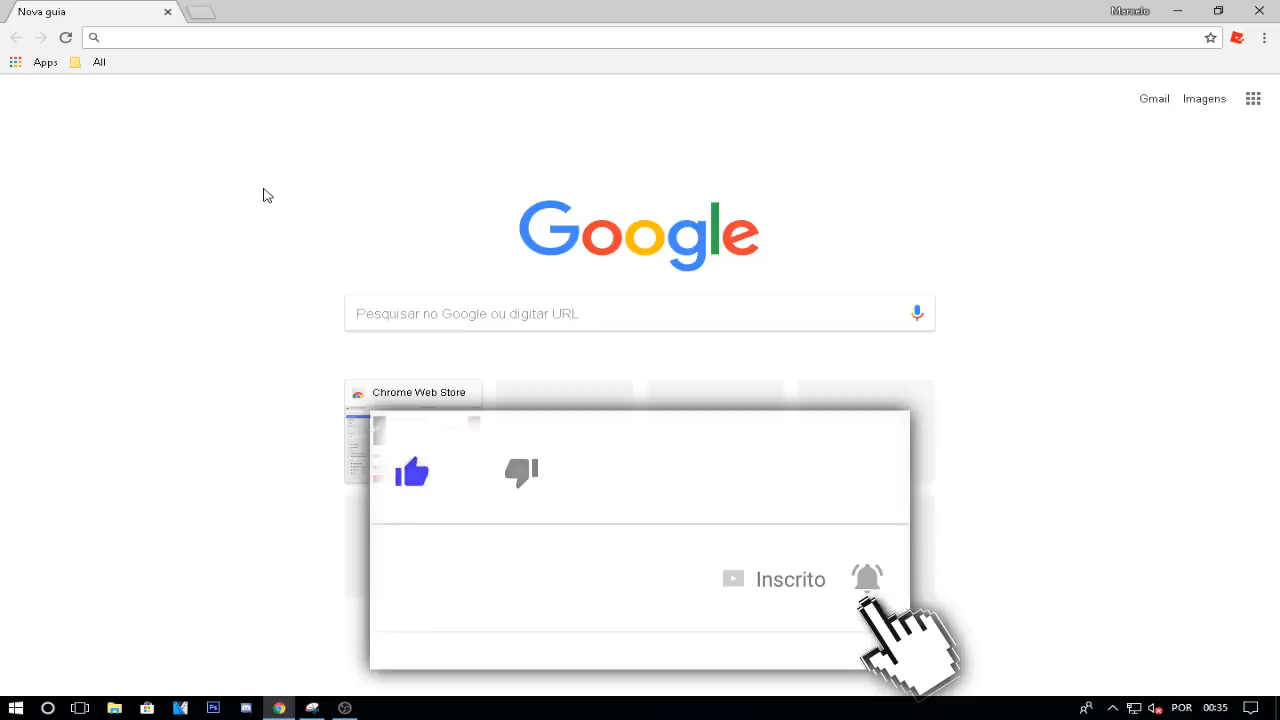 Nova guia
Marcelo
Apps
All
Gmail
Imagens
Google
Pesquisar no Google ou digitar URL
Chrome Web Store
Inscrito
Ps
POR
00:35